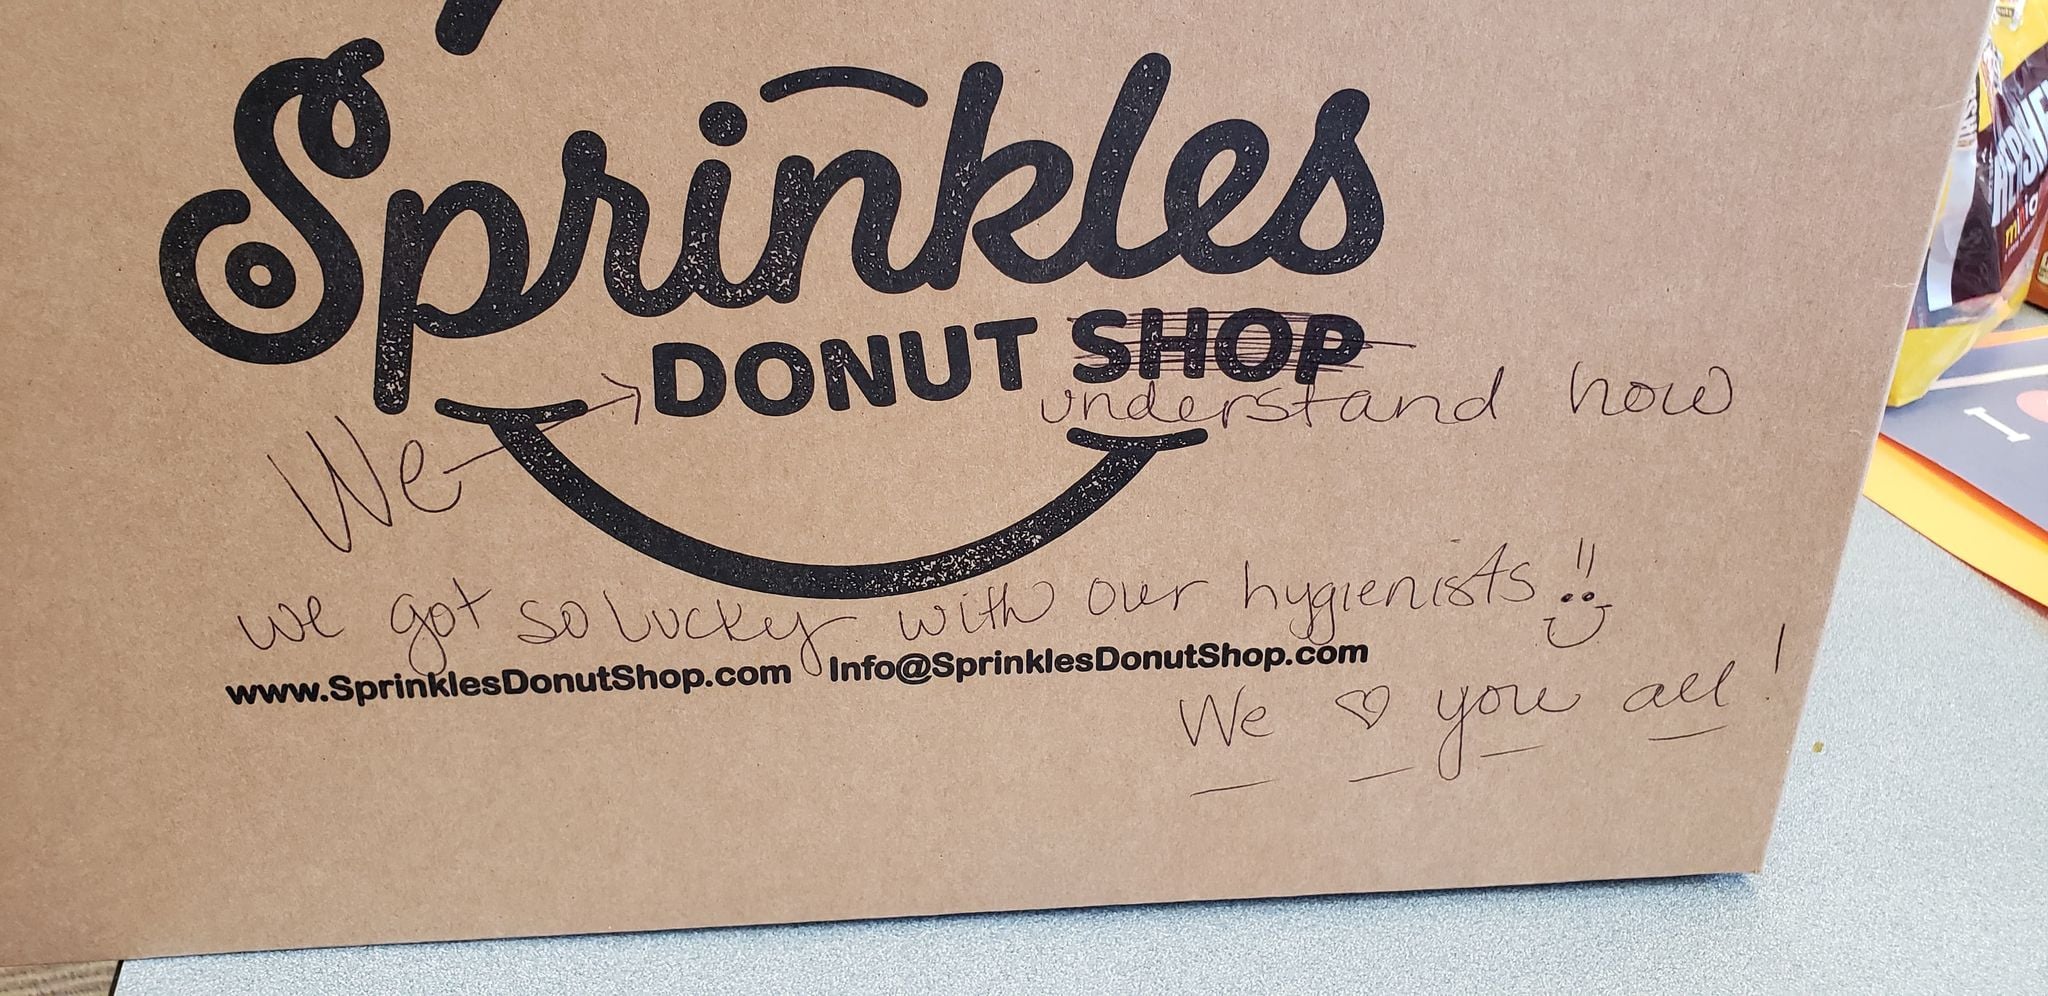 Sprinkles
DONUT SHOP
We → understand how
we got so lucky with our hygienists!!
www.SprinklesDonutShop.com Info@SprinklesDonutShop.com
We ♡ you all!